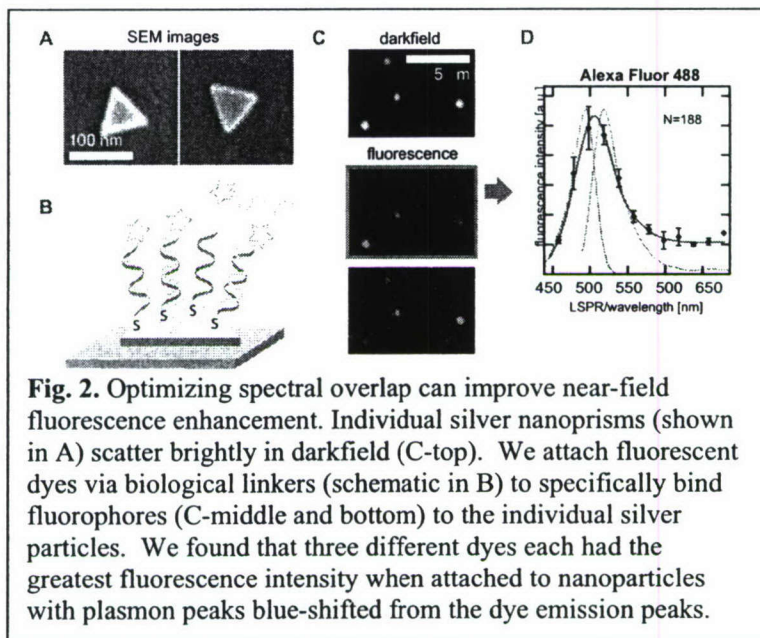 A
SEM images
100 nm
B
S S S S
C
darkfield
5 m
fluorescence
D
Alexa Fluor 488
fluorescence intensity [a.u.]
N=188
450 500 550 600 650
LSPR/wavelength [nm]
Fig. 2. Optimizing spectral overlap can improve near-field
fluorescence enhancement. Individual silver nanoprisms (shown
in A) scatter brightly in darkfield (C-top). We attach fluorescent
dyes via biological linkers (schematic in B) to specifically bind
fluorophores (C-middle and bottom) to the individual silver
particles. We found that three different dyes each had the
greatest fluorescence intensity when attached to nanoparticles
with plasmon peaks blue-shifted from the dye emission peaks.